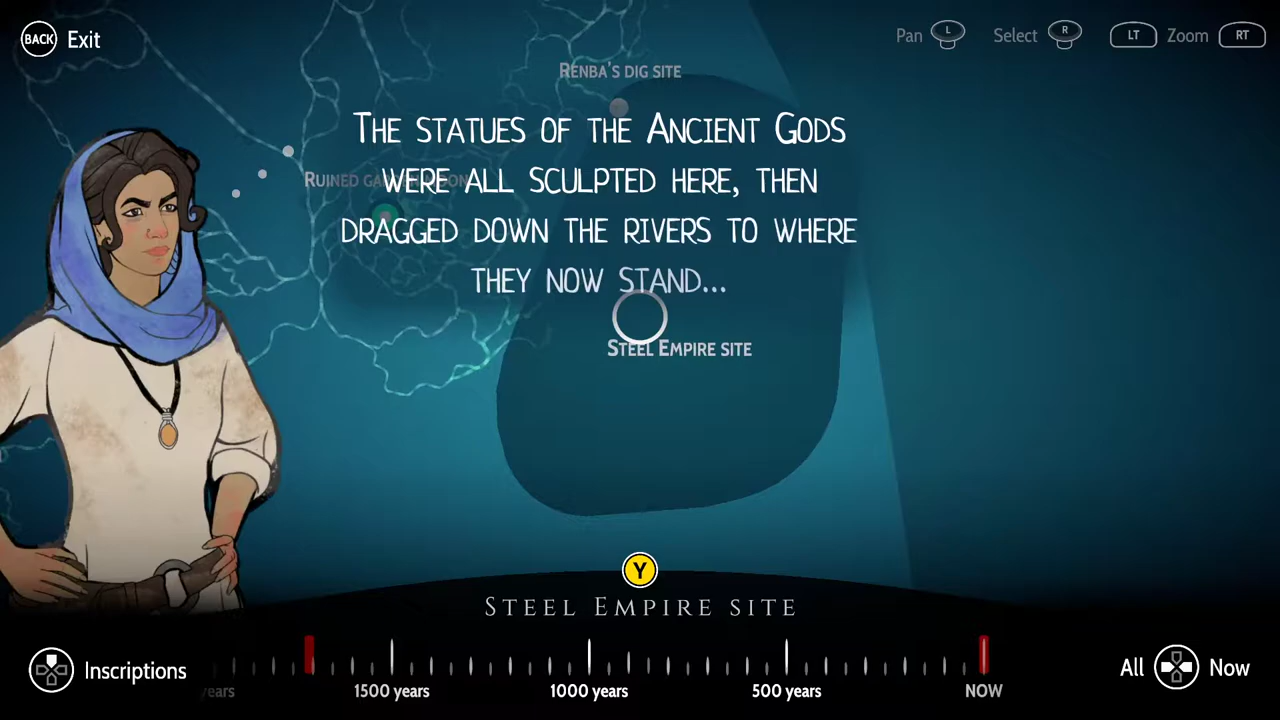 BACK Exit
Pan L Select R LT Zoom RT
Renba's dig site
The statues of the Ancient Gods
were all sculpted here, then
dragged down the rivers to where
they now stand...
Ruined
Steel Empire site
Y
Steel Empire site
Inscriptions
years 1500 years 1000 years 500 years NOW
All Now